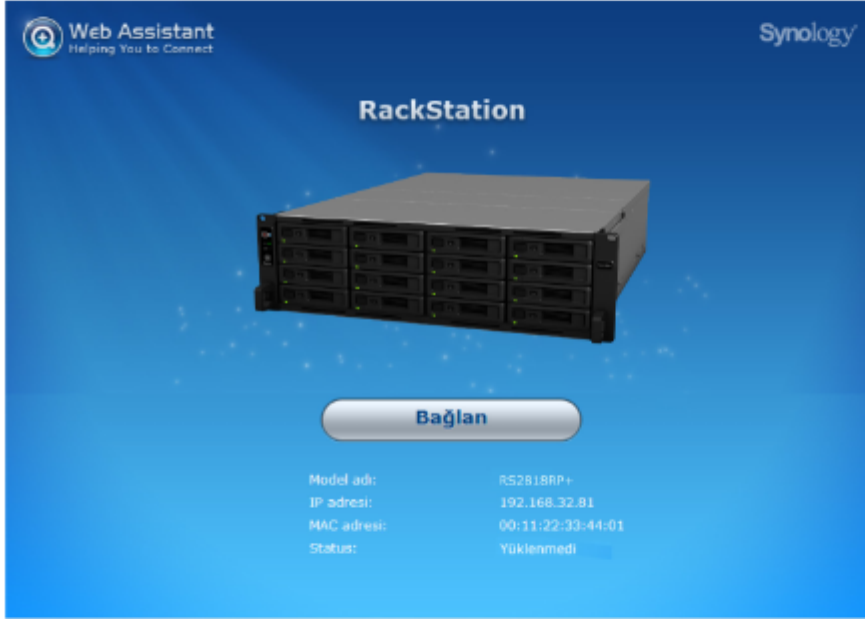 Web Assistant
Helping You to Connect
Synology
RackStation
Bağlan
Model adı: RS2818RP+
IP adresi: 192.168.32.81
MAC adresi: 00:11:22:33:44:01
Status: Yüklenmedi